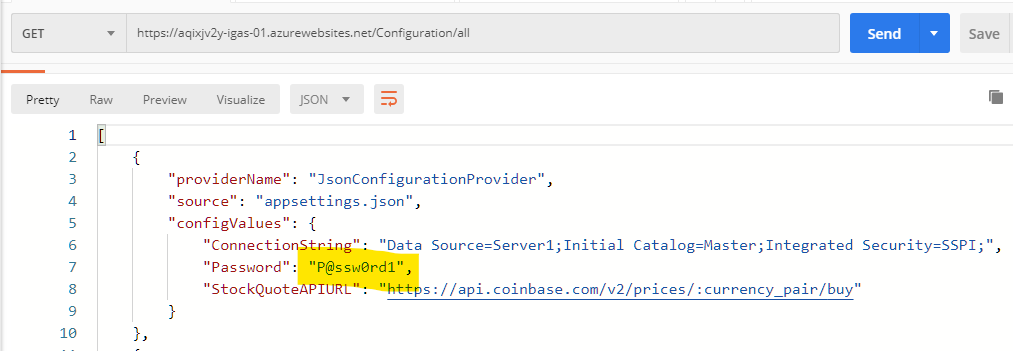 GET https://aqixjv2y-igas-01.azurewebsites.net/Configuration/all Send Save
Pretty Raw Preview Visualize JSON
1 [
2 {
3 "providerName": "JsonConfigurationProvider",
4 "source": "appsettings.json",
5 "configValues": {
6 "ConnectionString": "Data Source=Server1;Initial Catalog=Master;Integrated Security=SSPI;",
7 "Password": "P@ssw0rd1",
8 "StockQuoteAPIURL": "https://api.coinbase.com/v2/prices/:currency_pair/buy"
9 }
10 },